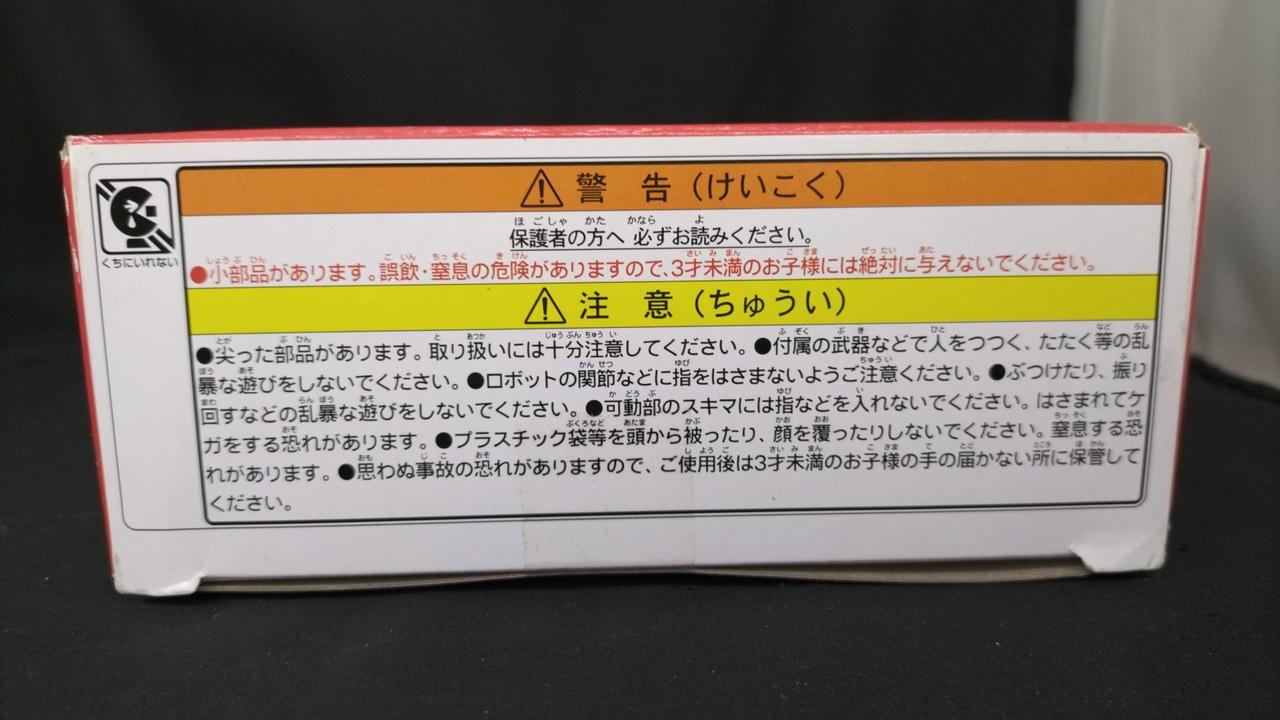 警 告（けいこく）
保護者の方へ 必ずお読みください。
くちにいれない
●小部品があります。誤飲・窒息の危険がありますので、3才未満のお子様には絶対に与えないでください。
注 意（ちゅうい）
●尖った部品があります。取り扱いには十分注意してください。●付属の武器などで人をつつく、たたく等の乱
暴な遊びをしないでください。●ロボットの関節などに指をはさまないようご注意ください。●ぶつけたり、振り
回すなどの乱暴な遊びをしないでください。●可動部のスキマには指などを入れないでください。はさまれてケ
ガをする恐れがあります。●プラスチック袋等を頭から被ったり、顔を覆ったりしないでください。窒息する恐
れがあります。●思わぬ事故の恐れがありますので、ご使用後は3才未満のお子様の手の届かない所に保管して
ください。